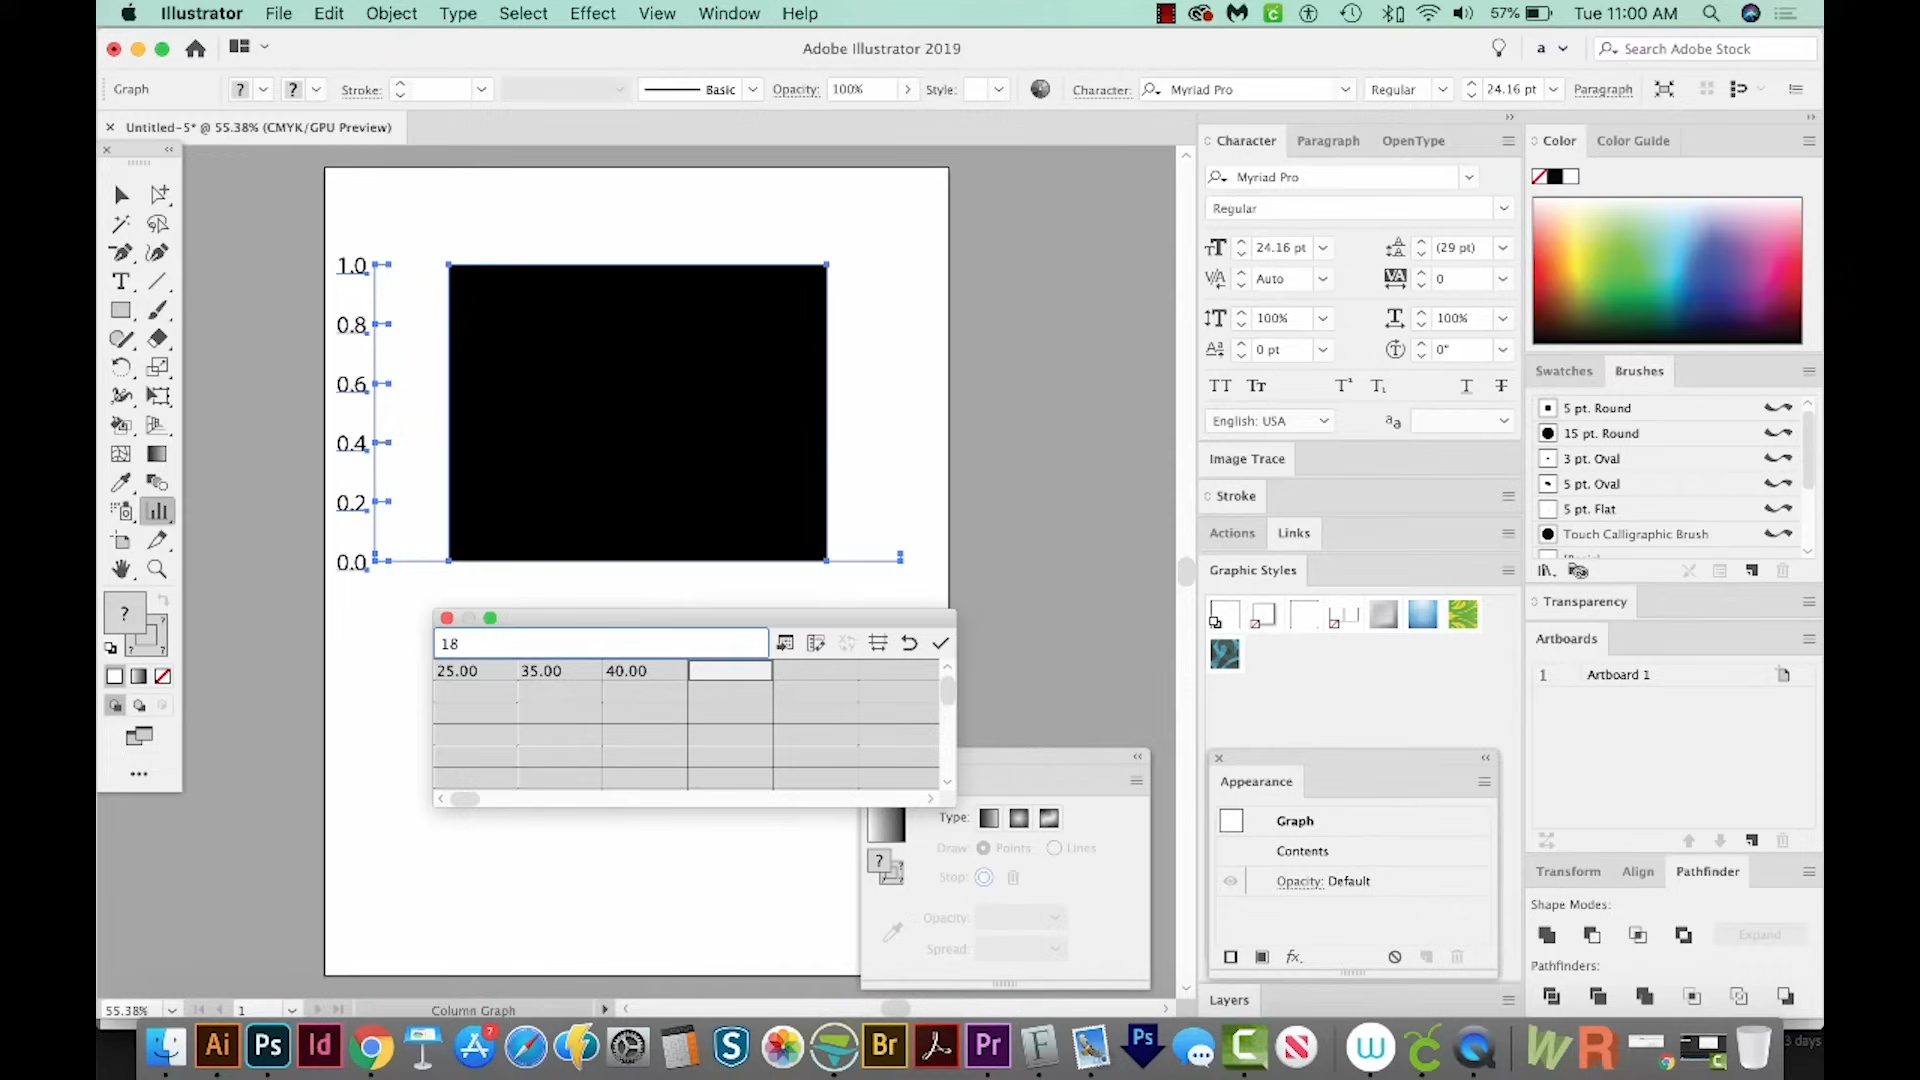 Illustrator File Edit Object Type Select Effect View Window Help 57% Tue 11:00 AM
Adobe Illustrator 2019 a Search Adobe Stock
Graph ? ? Stroke: Basic Opacity: 100% Style: Character: Myriad Pro Regular 24.16 pt Paragraph
Untitled-5* @ 55.38% (CMYK/GPU Preview)
Character Paragraph OpenType
Color Color Guide
Myriad Pro
Regular
24.16 pt (29 pt)
Auto 0
100% 100%
0 pt 0°
English: USA
Swatches Brushes
5 pt. Round
15 pt. Round
3 pt. Oval
5 pt. Oval
5 pt. Flat
Touch Calligraphic Brush
Image Trace
Stroke
Actions Links
Graphic Styles
Transparency
Artboards
1 Artboard 1
1.0
0.8
0.6
0.4
0.2
0.0
?
18
25.00 35.00 40.00
Type:
Draw: Points Lines
? Stop:
Opacity:
Spread:
Appearance
Graph
Contents
Opacity: Default
fx.
Transform Align Pathfinder
Shape Modes:
Expand
Pathfinders:
Layers
55.38% 1 Column Graph
Ai Ps Id ? S Br Pr F Ps C N W W R 3 days